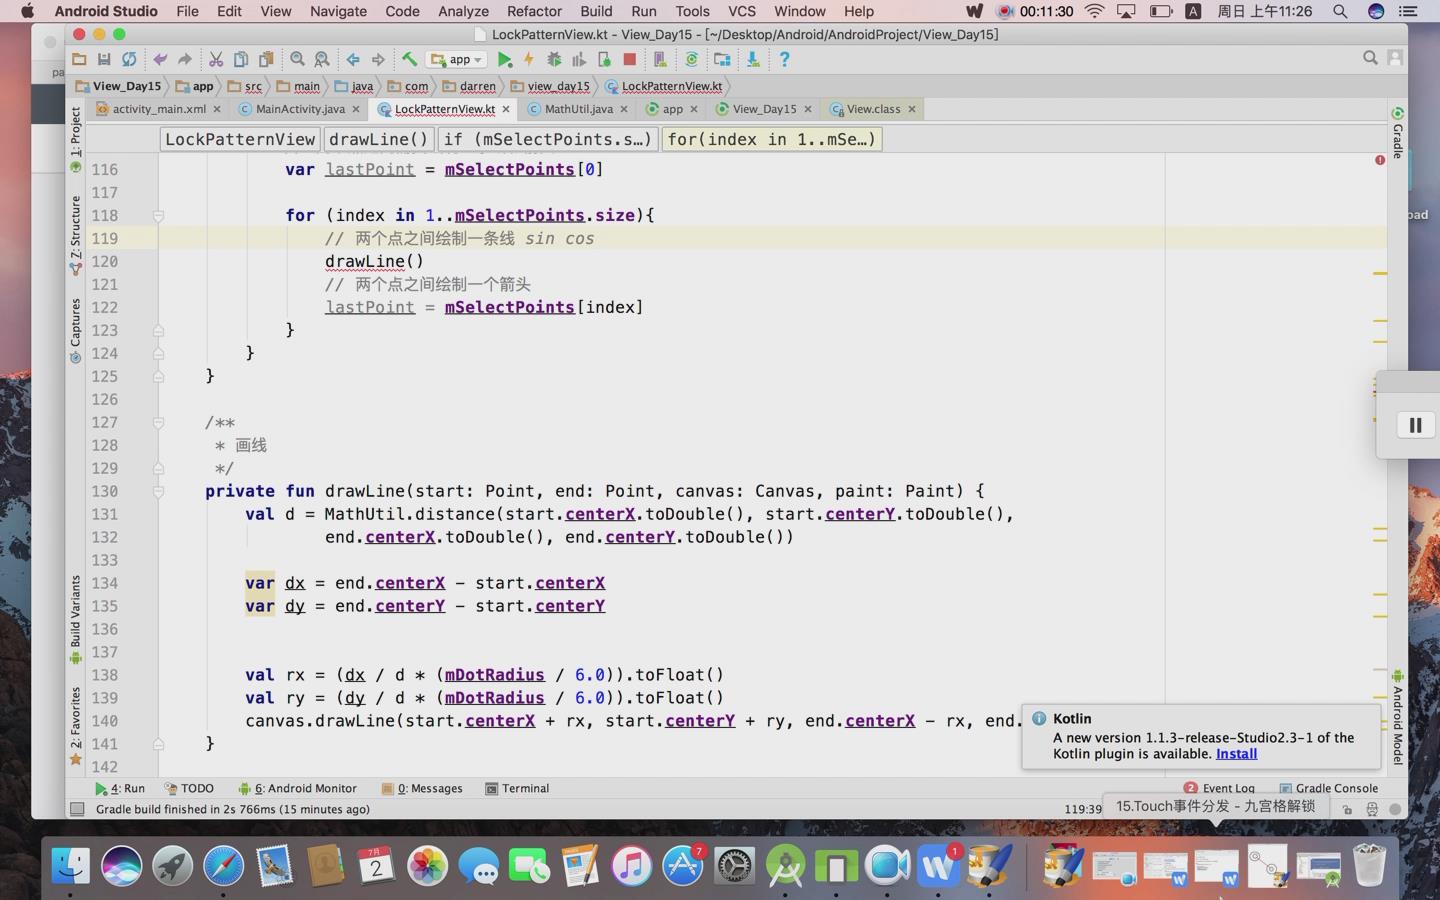 Android Studio File Edit View Navigate Code Analyze Refactor Build Run Tools VCS Window Help 00:11:30 A 周日 上午11:26
LockPatternView.kt - View_Day15 - [~/Desktop/Android/AndroidProject/View_Day15]
app
View_Day15 app src main java com darren view_day15 LockPatternView.kt
activity_main.xml MainActivity.java LockPatternView.kt MathUtil.java app View_Day15 View.class
LockPatternView drawLine() if (mSelectPoints.s…) for(index in 1..mSe…)
116 var lastPoint = mSelectPoints[0]
117
118 for (index in 1..mSelectPoints.size){
119 // 两个点之间绘制一条线 sin cos
120 drawLine()
121 // 两个点之间绘制一个箭头
122 lastPoint = mSelectPoints[index]
123 }
124 }
125 }
126
127 /**
128 * 画线
129 */
130 private fun drawLine(start: Point, end: Point, canvas: Canvas, paint: Paint) {
131 val d = MathUtil.distance(start.centerX.toDouble(), start.centerY.toDouble(),
132 end.centerX.toDouble(), end.centerY.toDouble())
133
134 var dx = end.centerX - start.centerX
135 var dy = end.centerY - start.centerY
136
137
138 val rx = (dx / d * (mDotRadius / 6.0)).toFloat()
139 val ry = (dy / d * (mDotRadius / 6.0)).toFloat()
140 canvas.drawLine(start.centerX + rx, start.centerY + ry, end.centerX - rx, end.
141 }
142
1: Project
7: Structure
Captures
Build Variants
2: Favorites
Gradle
Android Model
oad
Kotlin
A new version 1.1.3-release-Studio2.3-1 of the
Kotlin plugin is available. Install
4: Run TODO 6: Android Monitor 0: Messages Terminal 2 Event Log Gradle Console
Gradle build finished in 2s 766ms (15 minutes ago) 119:39
15.Touch事件分发 - 九宫格解锁
7月
2
7
1